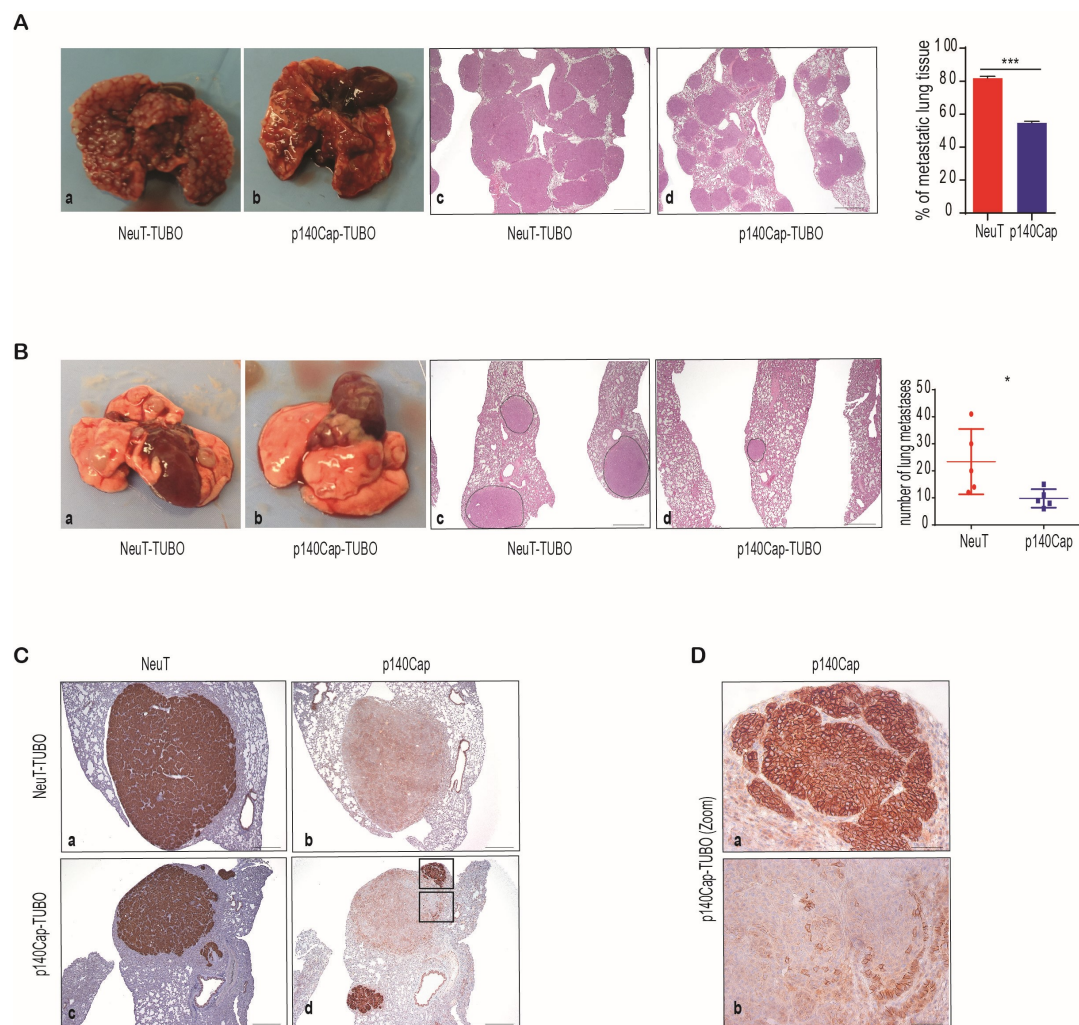 A
a
b
c
d
NeuT-TUBO
p140Cap-TUBO
NeuT-TUBO
p140Cap-TUBO
% of metastatic lung tissue
100
80
60
40
20
0
***
NeuT
p140Cap
B
a
b
c
d
NeuT-TUBO
p140Cap-TUBO
NeuT-TUBO
p140Cap-TUBO
number of lung metastases
50
40
30
20
10
0
*
NeuT
p140Cap
C
NeuT
p140Cap
NeuT-TUBO
a
b
p140Cap-TUBO
c
d
D
p140Cap
p140Cap-TUBO (Zoom)
a
b